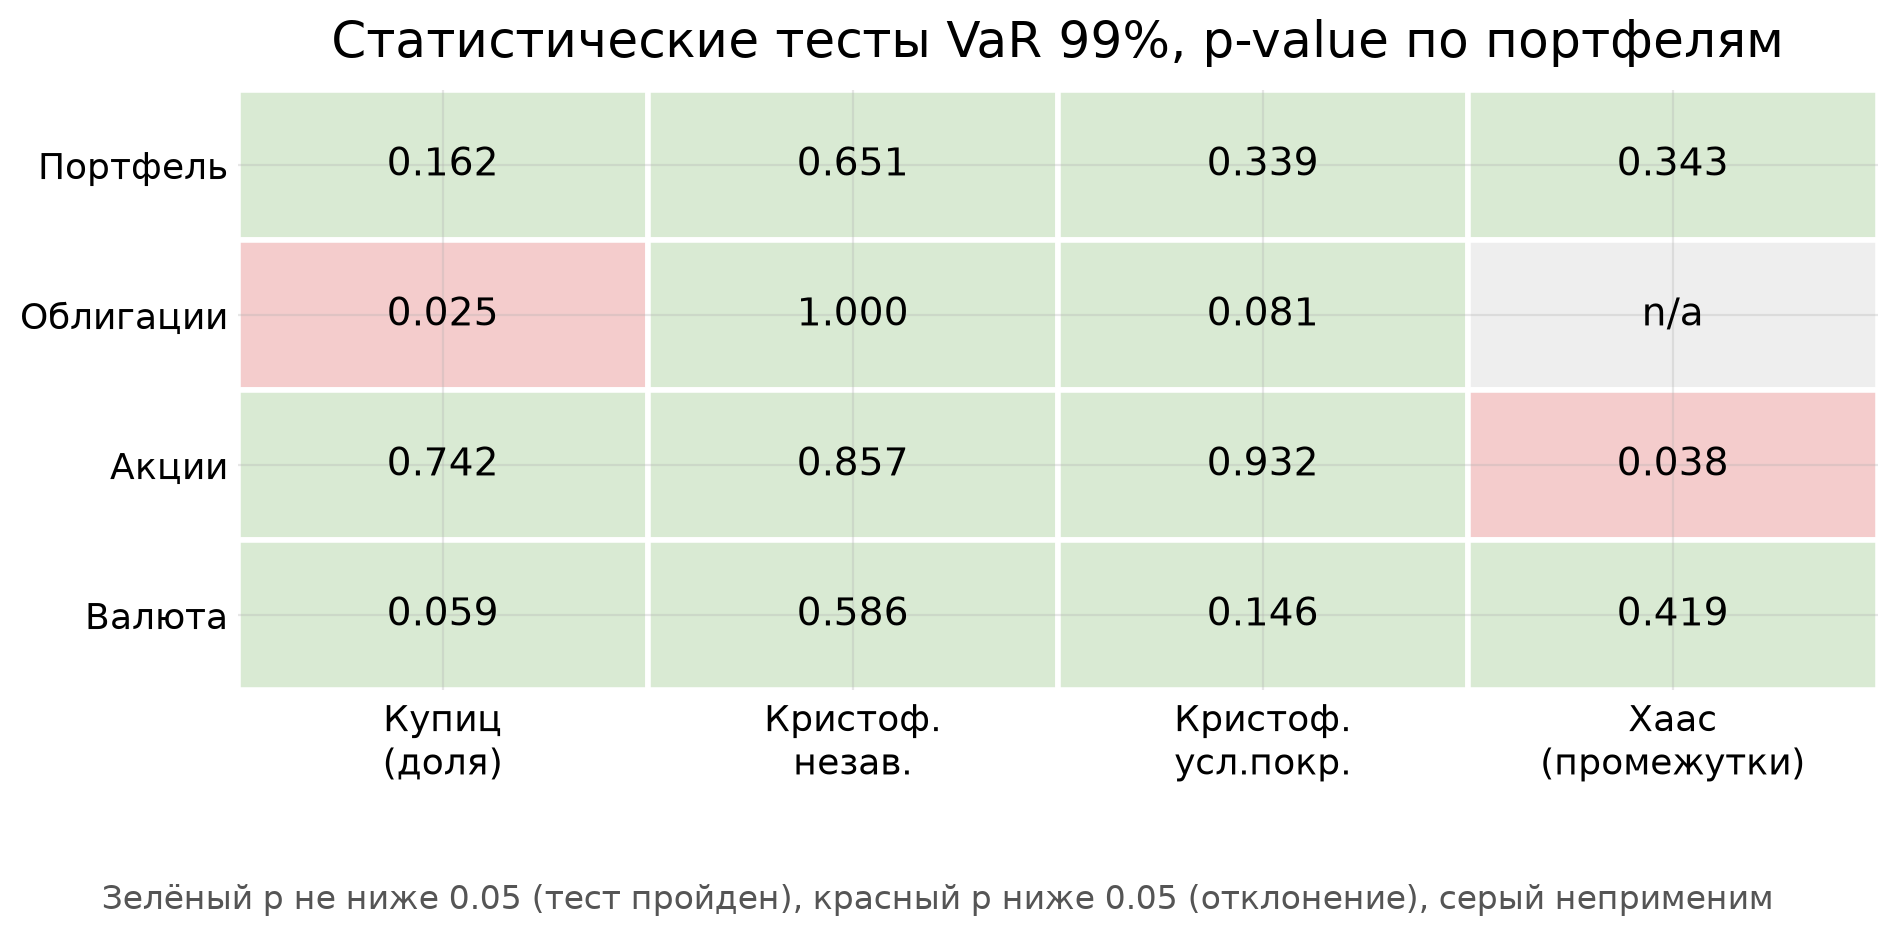 Статистические тесты VaR 99%, p-value по портфелям
Портфель 0.162 0.651 0.339 0.343
Облигации 0.025 1.000 0.081 n/a
Акции 0.742 0.857 0.932 0.038
Валюта 0.059 0.586 0.146 0.419
Купиц Кристоф. Кристоф. Хаас
(доля) незав. усл.покр. (промежутки)
Зелёный p не ниже 0.05 (тест пройден), красный p ниже 0.05 (отклонение), серый неприменим